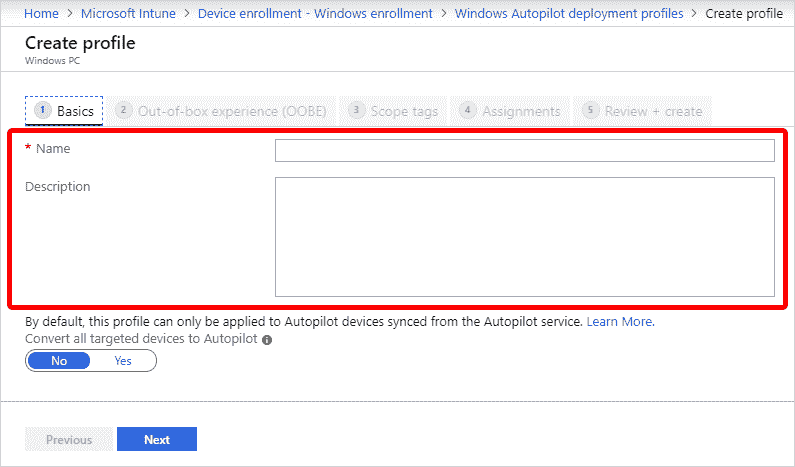 Home > Microsoft Intune > Device enrollment - Windows enrollment > Windows Autopilot deployment profiles > Create profile
Create profile
Windows PC
1 Basics 2 Out-of-box experience (OOBE) 3 Scope tags 4 Assignments 5 Review + create
* Name
Description
By default, this profile can only be applied to Autopilot devices synced from the Autopilot service. Learn More.
Convert all targeted devices to Autopilot i
No Yes
Previous Next